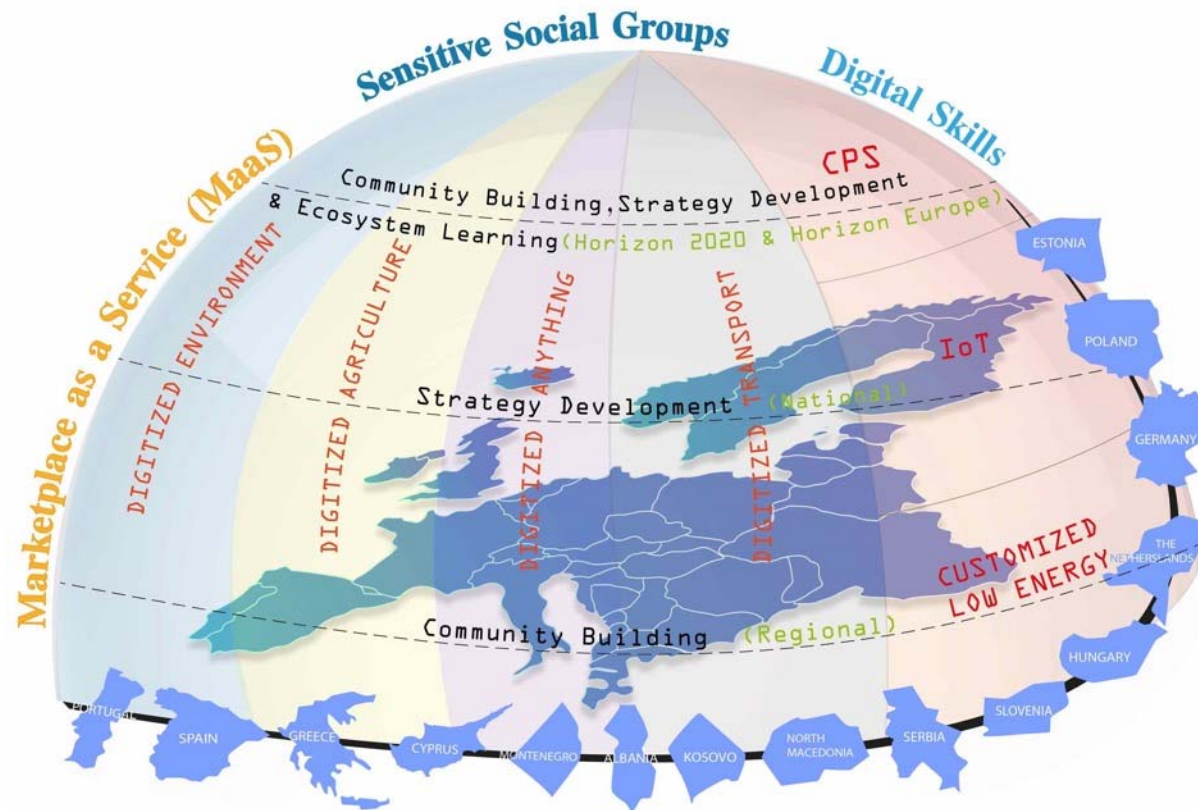 Sensitive Social Groups
Digital Skills
Marketplace as a Service (MaaS)
CPS
Community Building, Strategy Development
& Ecosystem Learning (Horizon 2020 & Horizon Europe)
DIGITIZED ENVIRONMENT
DIGITIZED AGRICULTURE
DIGITIZED ANYTHING
DIGITIZED TRANSPORT
IoT
Strategy Development (National)
CUSTOMIZED
LOW ENERGY
Community Building (Regional)
ESTONIA
POLAND
GERMANY
THE
NETHERSLANDS
HUNGARY
SLOVENIA
SERBIA
NORTH
MACEDONIA
KOSOVO
ALBANIA
MONTENEGRO
CYPRUS
GREECE
SPAIN
PORTUGAL